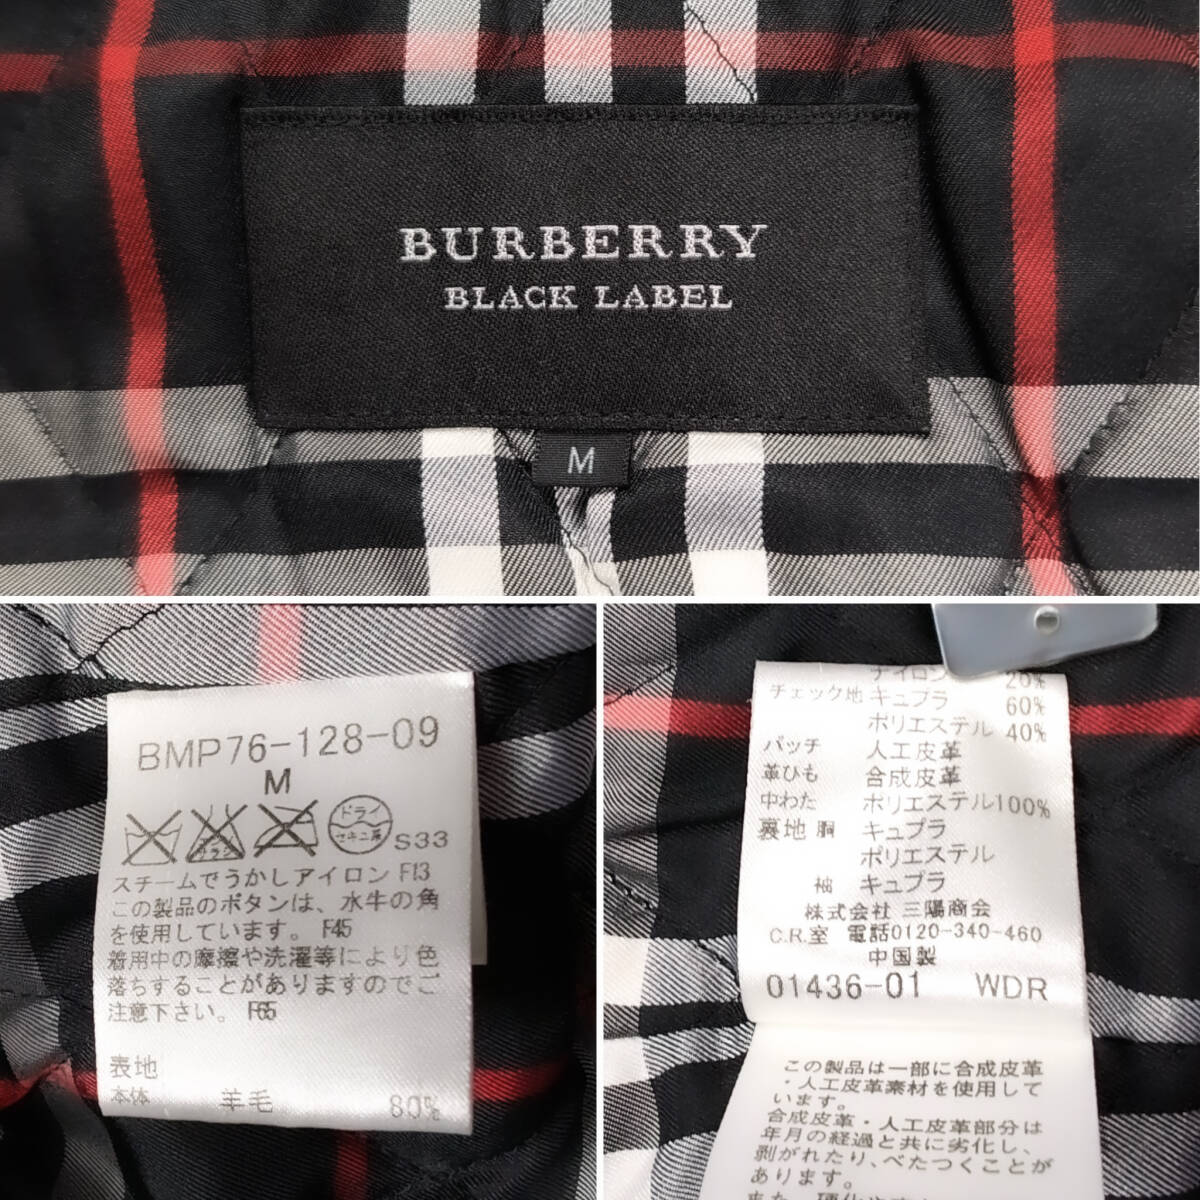 BURBERRY
BLACK LABEL
M
BMP76-128-09
M
ドライ
セキユ系
S33
スチームでうかしアイロン F13
この製品のボタンは、水牛の角
を使用しています。 F45
着用中の摩擦や洗濯等により色
落ちすることがありますのでご
注意下さい。 F65
表地
本体 羊毛 80%
ナイロン 20%
チェック地 キュプラ 60%
ポリエステル 40%
パッチ 人工皮革
革ひも 合成皮革
中わた ポリエステル100%
裏地 胴 キュプラ
ポリエステル
袖 キュプラ
株式会社 三陽商会
C.R.室 電話0120-340-460
中国製
01436-01 WDR
この製品は一部に合成皮革
・人工皮革素材を使用して
います。
合成皮革・人工皮革部分は
年月の経過と共に劣化し、
剥がれたり、べたつくことが
あります。